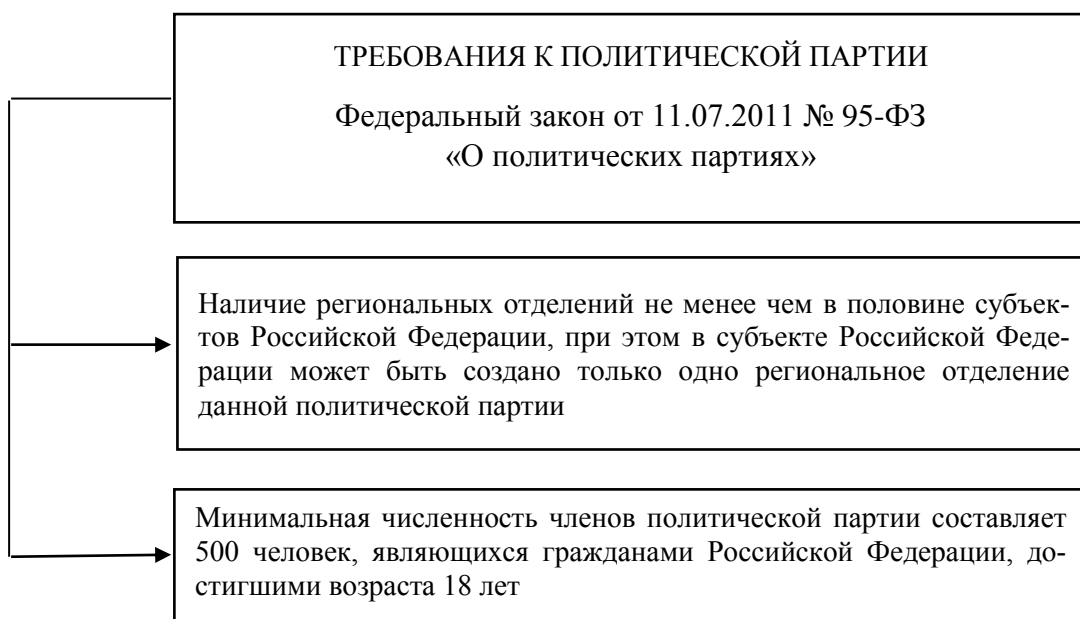 ТРЕБОВАНИЯ К ПОЛИТИЧЕСКОЙ ПАРТИИ
Федеральный закон от 11.07.2011 № 95-ФЗ
«О политических партиях»
Наличие региональных отделений не менее чем в половине субъек-
тов Российской Федерации, при этом в субъекте Российской Феде-
рации может быть создано только одно региональное отделение
данной политической партии
Минимальная численность членов политической партии составляет
500 человек, являющихся гражданами Российской Федерации, до-
стигшими возраста 18 лет